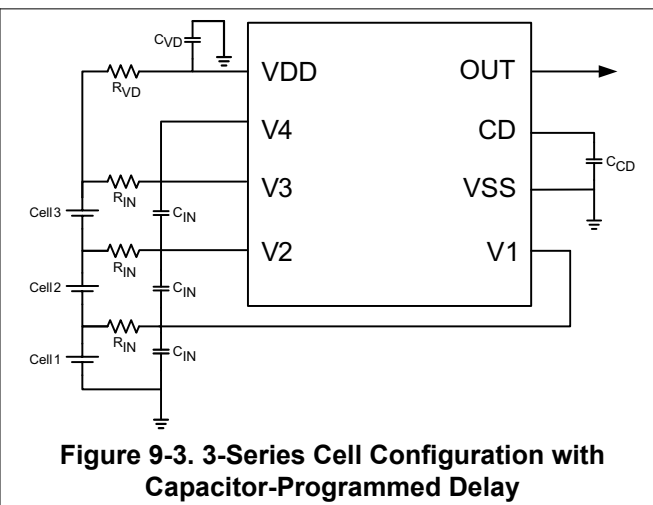 CVD
VDD
OUT
RVD
V4
CD
CCD
RIN
V3
VSS
Cell3
CIN
V2
V1
RIN
Cell2
CIN
RIN
Cell1
CIN
Figure 9-3. 3-Series Cell Configuration with
Capacitor-Programmed Delay